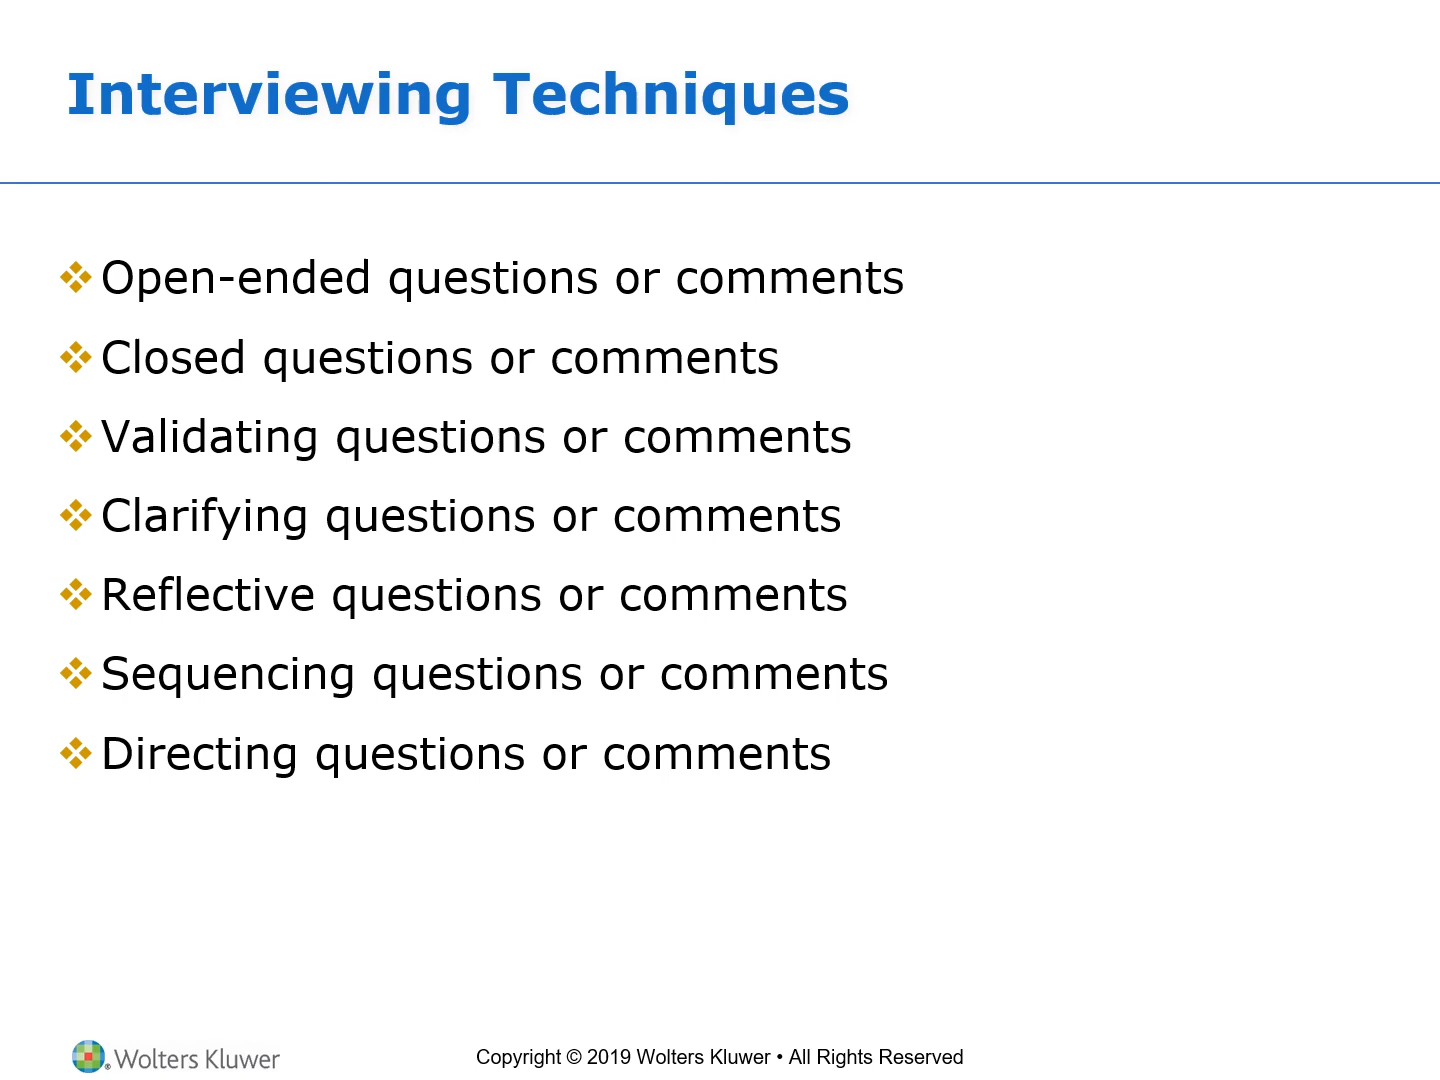 Interviewing Techniques
❖ Open-ended questions or comments
❖ Closed questions or comments
❖ Validating questions or comments
❖ Clarifying questions or comments
❖ Reflective questions or comments
❖ Sequencing questions or comments
❖ Directing questions or comments
® Wolters Kluwer
Copyright © 2019 Wolters Kluwer • All Rights Reserved